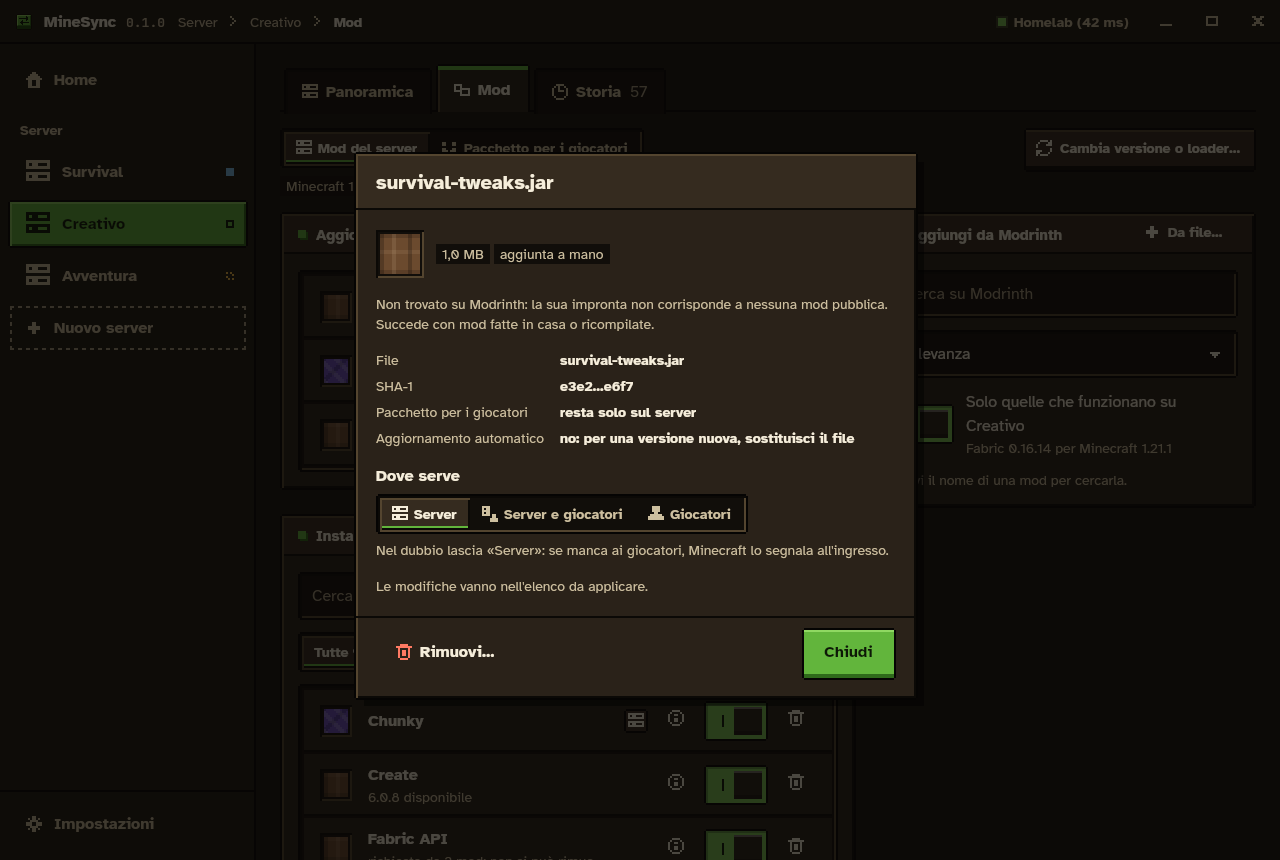 MineSync 0.1.0 Server > Creativo > Mod
Homelab (42 ms)
Home
Server
Survival
Creativo
Avventura
Nuovo server
Impostazioni
Panoramica
Mod
Storia 57
Mod del server
Pacchetto per i giocatori
Cambia versione o loader...
Minecraft 1
survival-tweaks.jar
1,0 MB
aggiunta a mano
Non trovato su Modrinth: la sua impronta non corrisponde a nessuna mod pubblica.
Succede con mod fatte in casa o ricompilate.
File survival-tweaks.jar
SHA-1 e3e2...e6f7
Pacchetto per i giocatori resta solo sul server
Aggiornamento automatico no: per una versione nuova, sostituisci il file
Dove serve
Server
Server e giocatori
Giocatori
Nel dubbio lascia «Server»: se manca ai giocatori, Minecraft lo segnala all'ingresso.
Le modifiche vanno nell'elenco da applicare.
Rimuovi...
Chiudi
Aggio
ggiungi da Modrinth
Da file...
erca su Modrinth
levanza
Solo quelle che funzionano su
Creativo
Fabric 0.16.14 per Minecraft 1.21.1
i il nome di una mod per cercarla.
Insta
Cerca
Tutte
Chunky
Create
6.0.8 disponibile
Fabric API